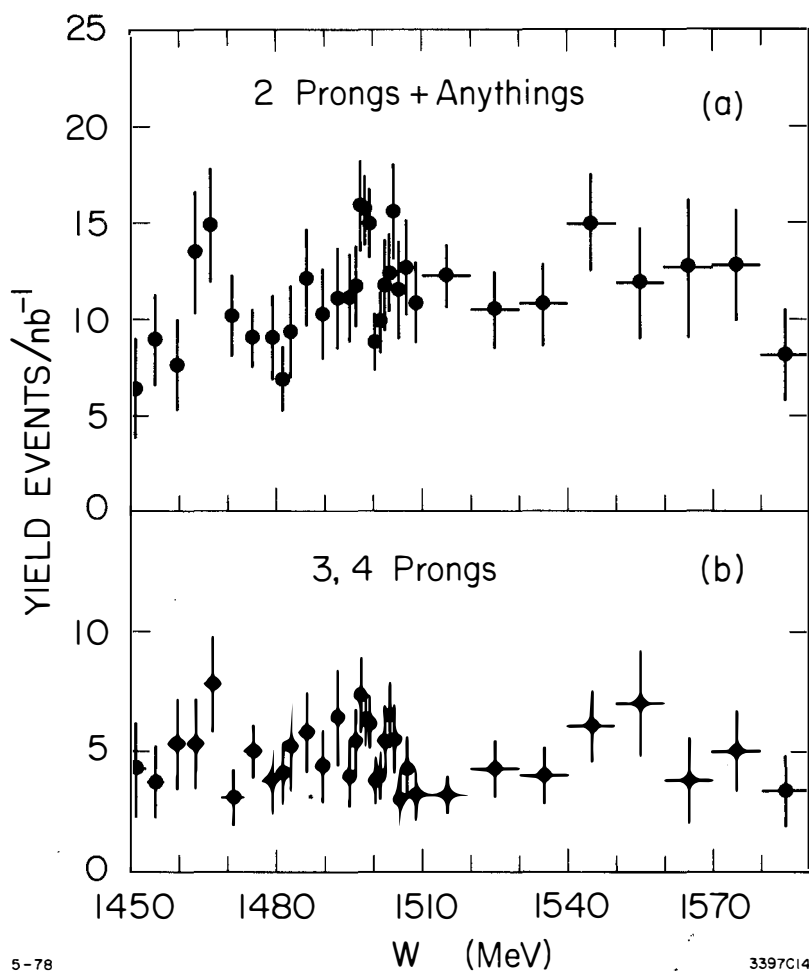 25
2 Prongs + Anythings (a)
20
15
10
5
0
YIELD EVENTS/nb⁻¹
3, 4 Prongs (b)
10
5
0
1450 1480 1510 1540 1570
W (MeV)
5-78
3397C14